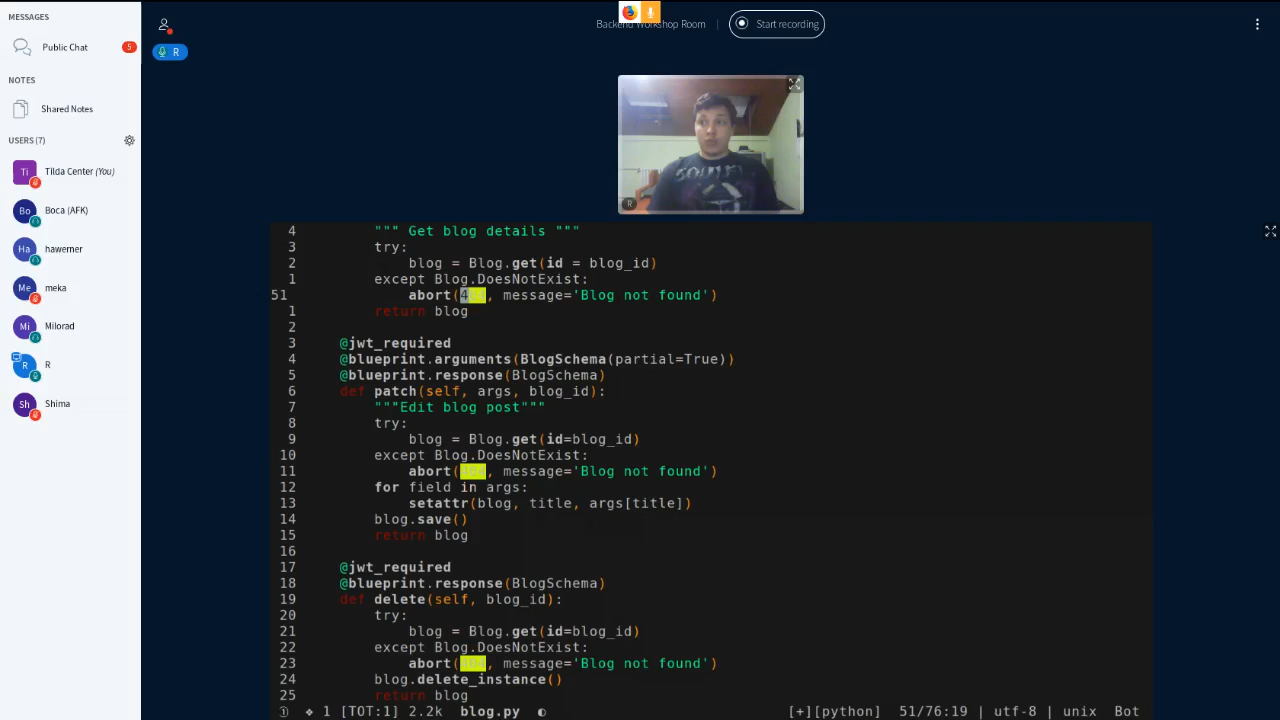 MESSAGES
Public Chat
5
NOTES
Shared Notes
USERS (7)
Ti Tilda Center (You)
Bo Boca (AFK)
Ha hawerner
Me meka
Mi Milorad
R R
Sh Shima
Backend Workshop Room
Start recording
R
R
4 """ Get blog details """
3 try:
2 blog = Blog.get(id = blog_id)
1 except Blog.DoesNotExist:
51 abort(4, message='Blog not found')
1 return blog
2
3 @jwt_required
4 @blueprint.arguments(BlogSchema(partial=True))
5 @blueprint.response(BlogSchema)
6 def patch(self, args, blog_id):
7 """Edit blog post"""
8 try:
9 blog = Blog.get(id=blog_id)
10 except Blog.DoesNotExist:
11 abort(, message='Blog not found')
12 for field in args:
13 setattr(blog, title, args[title])
14 blog.save()
15 return blog
16
17 @jwt_required
18 @blueprint.response(BlogSchema)
19 def delete(self, blog_id):
20 try:
21 blog = Blog.get(id=blog_id)
22 except Blog.DoesNotExist:
23 abort(, message='Blog not found')
24 blog.delete_instance()
25 return blog
1 [TOT:1] 2.2k blog.py [+][python] 51/76:19 | utf-8 | unix Bot